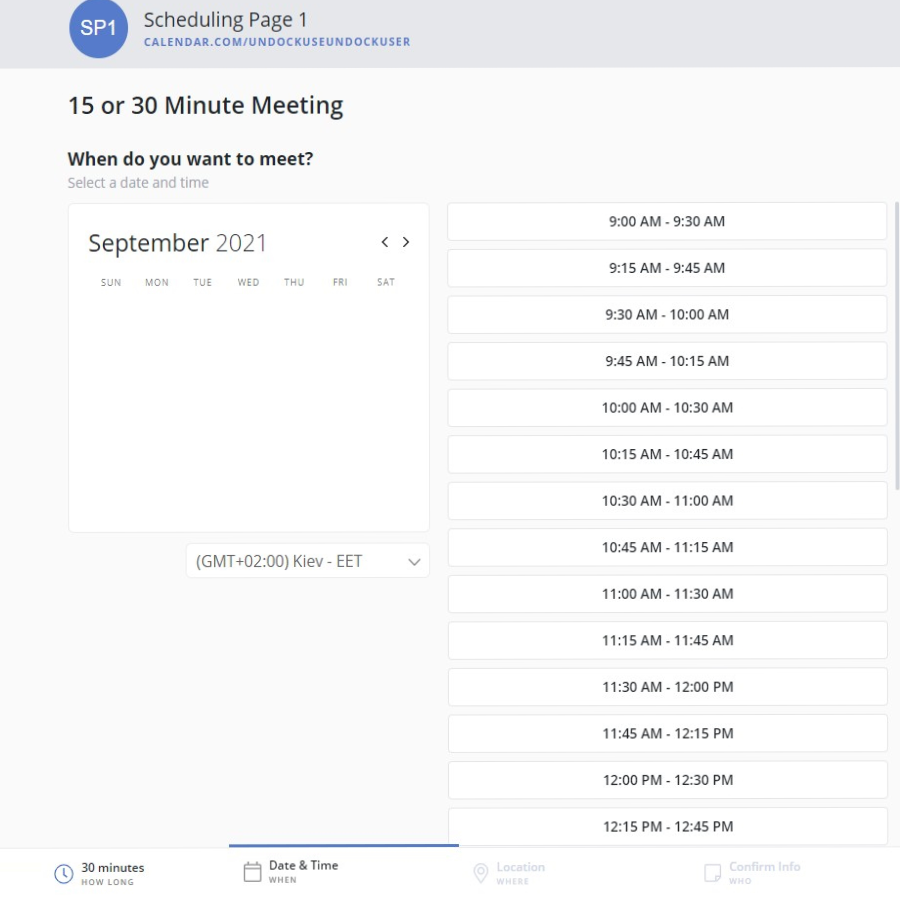 SP1
Scheduling Page 1
CALENDAR.COM/UNDOCKUSEUNDOCKUSER
15 or 30 Minute Meeting
When do you want to meet?
Select a date and time
September 2021
SUN MON TUE WED THU FRI SAT
(GMT+02:00) Kiev - EET
9:00 AM - 9:30 AM
9:15 AM - 9:45 AM
9:30 AM - 10:00 AM
9:45 AM - 10:15 AM
10:00 AM - 10:30 AM
10:15 AM - 10:45 AM
10:30 AM - 11:00 AM
10:45 AM - 11:15 AM
11:00 AM - 11:30 AM
11:15 AM - 11:45 AM
11:30 AM - 12:00 PM
11:45 AM - 12:15 PM
12:00 PM - 12:30 PM
12:15 PM - 12:45 PM
30 minutes
HOW LONG
Date & Time
WHEN
Location
WHERE
Confirm Info
WHO